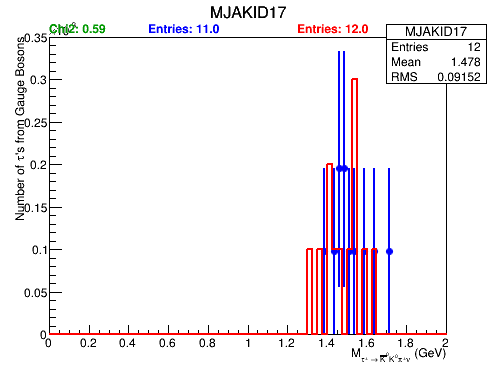 MJAKID17
Chi2: 0.59 Entries: 11.0 Entries: 12.0
MJAKID17
Entries 12
Mean 1.478
RMS 0.09152
Number of τ's from Gauge Bosons
0.35
0.3
0.25
0.2
0.15
0.1
0.05
0
0 0.2 0.4 0.6 0.8 1 1.2 1.4 1.6 1.8 2
M τ± → K̅⁰K⁰π±ν (GeV)